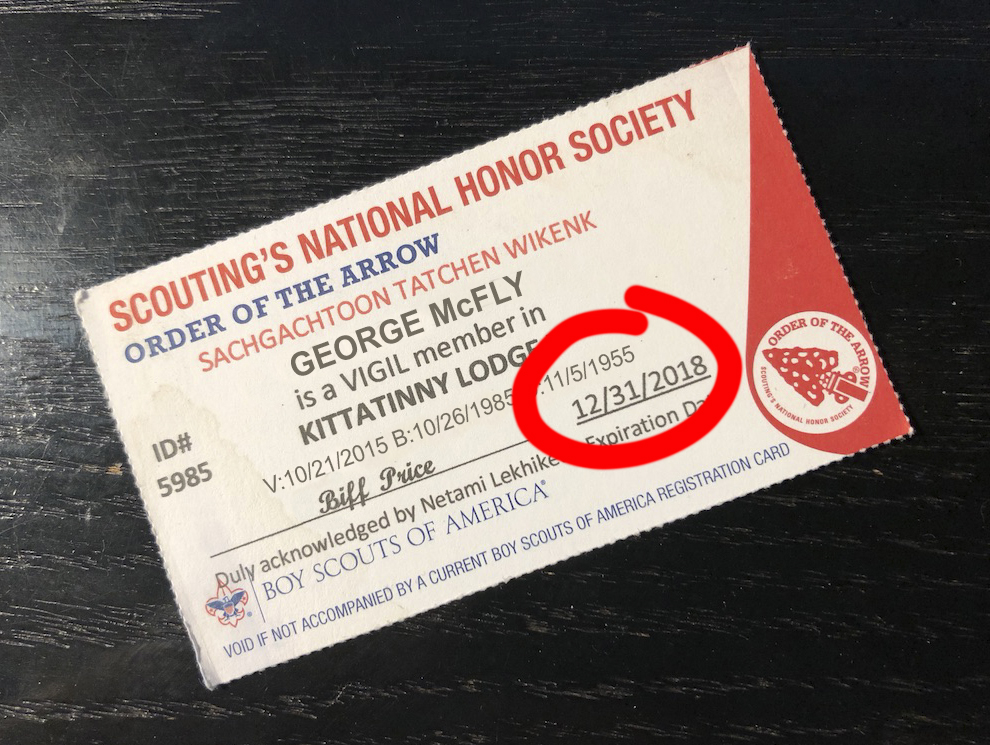 SCOUTING'S NATIONAL HONOR SOCIETY
ORDER OF THE ARROW
SACHGACHTOON TATCHEN WIKENK
GEORGE McFLY
is a VIGIL member in
KITTATINNY LODGE
ID#
5985
V:10/21/2015 B:10/26/1985 :11/5/1955
Biff Price
12/31/2018
Duly acknowledged by Netami Lekhike Expiration Da
BOY SCOUTS OF AMERICA®
VOID IF NOT ACCOMPANIED BY A CURRENT BOY SCOUTS OF AMERICA REGISTRATION CARD
ORDER OF THE ARROW
SCOUTING'S NATIONAL HONOR SOCIETY